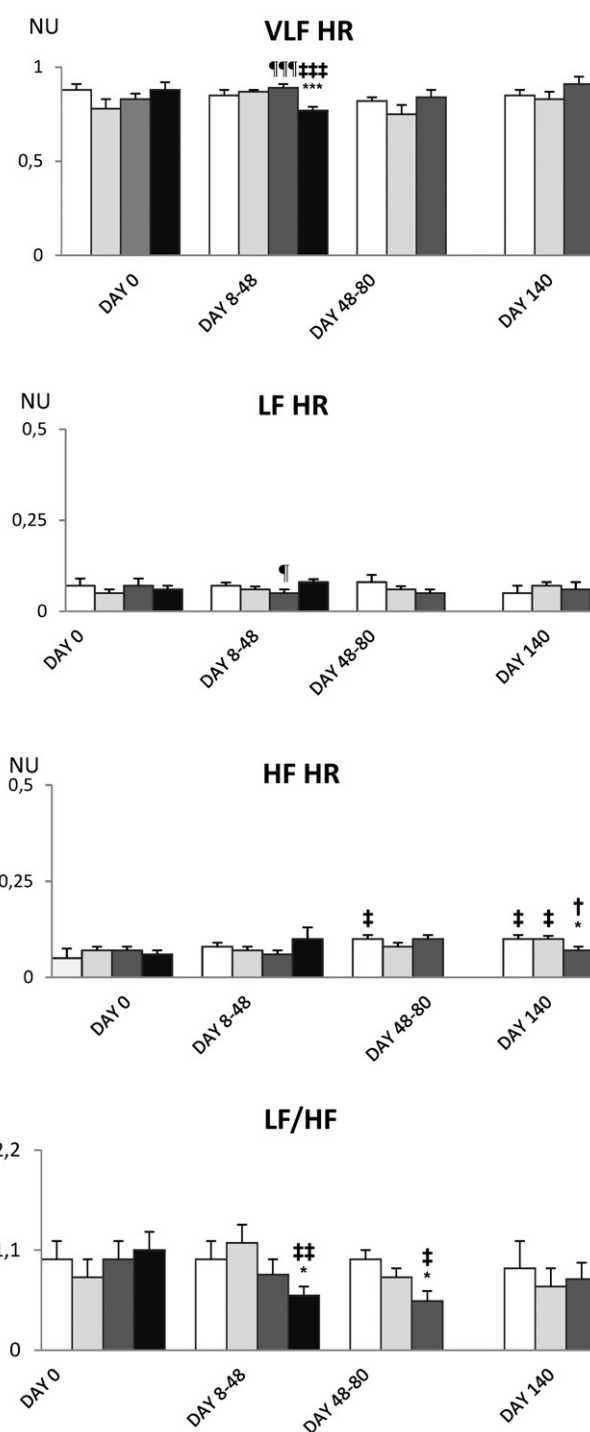 NU
VLF HR
1
¶¶¶ ‡‡‡
***
0,5
0
DAY 0
DAY 8-48
DAY 48-80
DAY 140
NU
LF HR
0,5
0,25
¶
0
DAY 0
DAY 8-48
DAY 48-80
DAY 140
NU
HF HR
0,5
0,25
‡ ‡ ‡ †
*
0
DAY 0
DAY 8-48
DAY 48-80
DAY 140
LF/HF
2,2
1,1
‡‡ ‡
* *
0
DAY 0
DAY 8-48
DAY 48-80
DAY 140